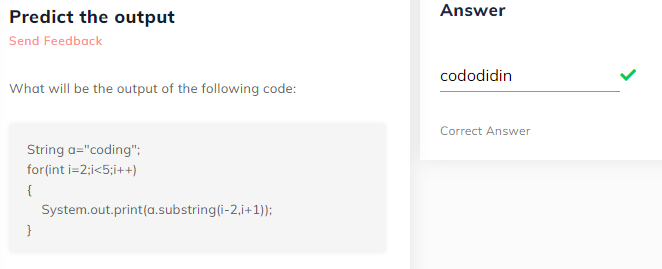 Predict the output
Send Feedback
What will be the output of the following code:
String a="coding";
for(int i=2;i<5;i++)
{
System.out.print(a.substring(i-2,i+1));
}
Answer
cododidin
Correct Answer